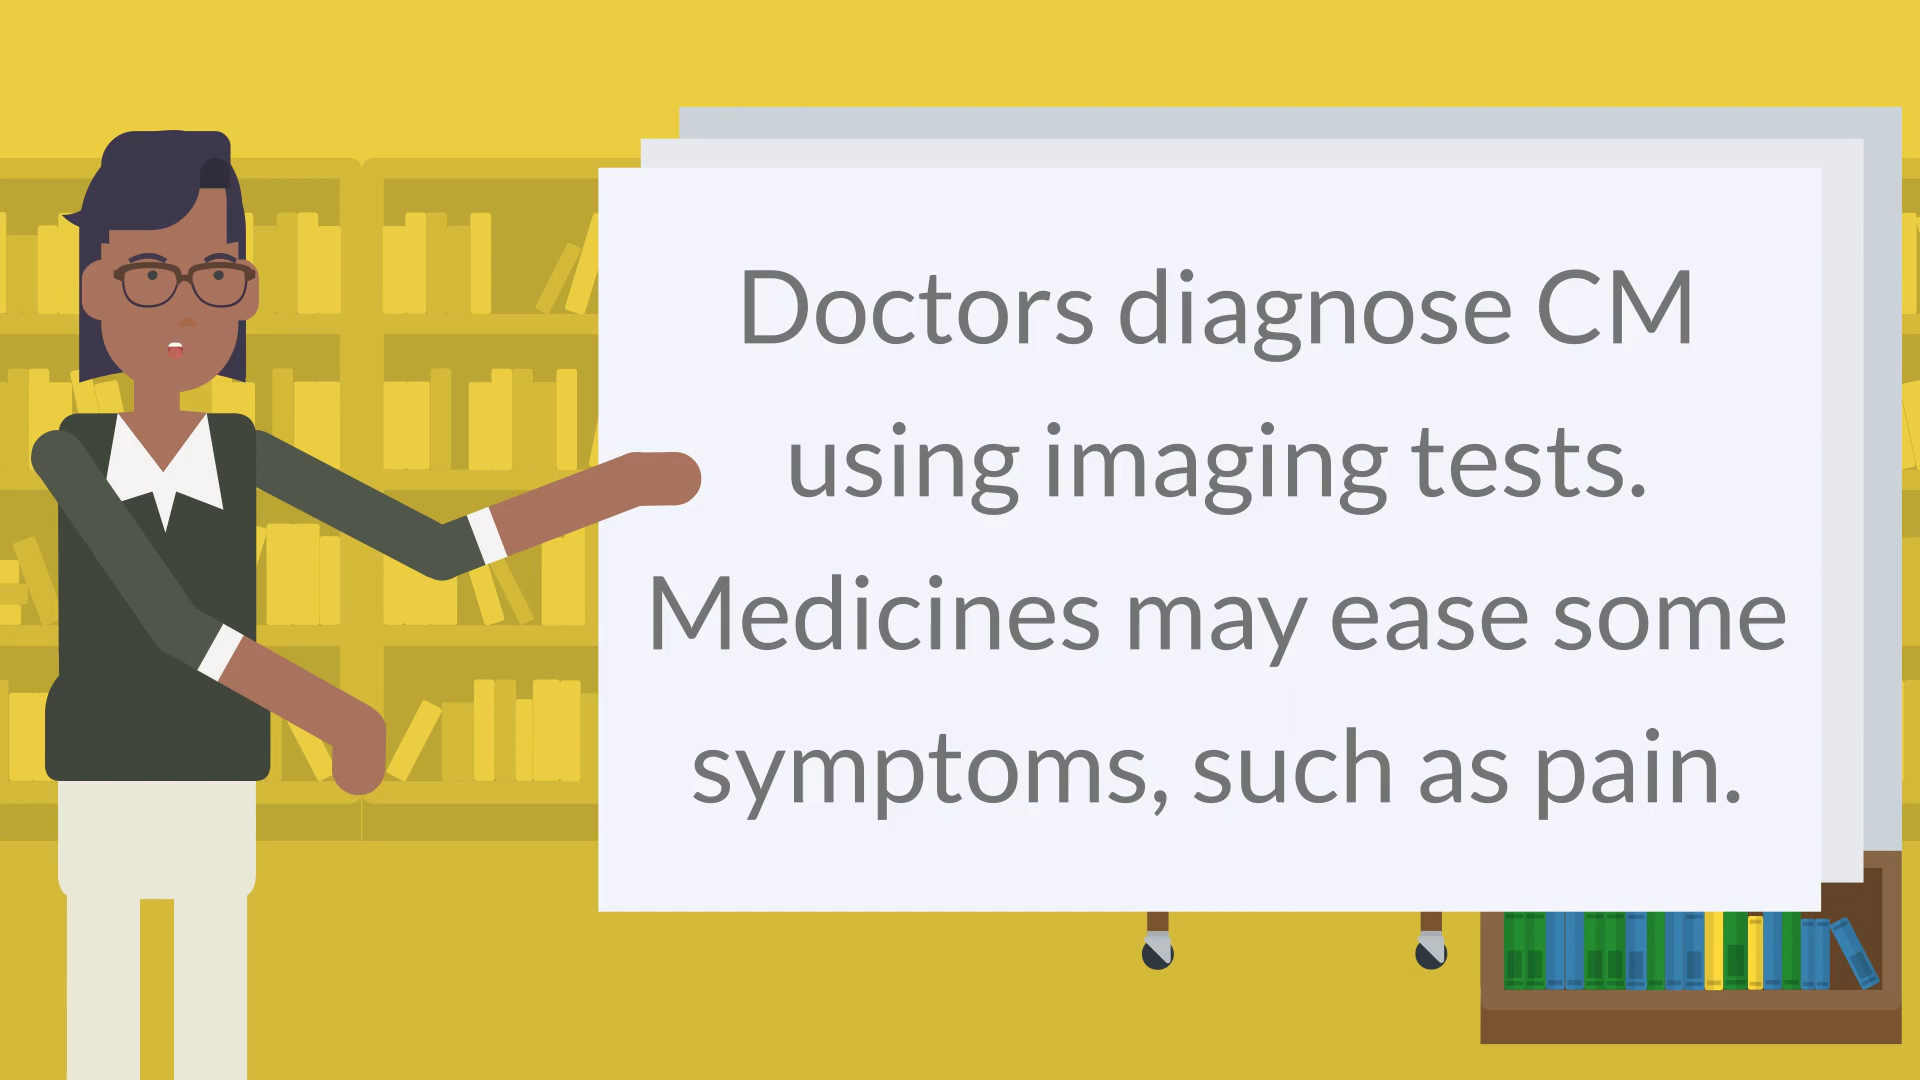 Doctors diagnose CM
using imaging tests.
Medicines may ease some
symptoms, such as pain.